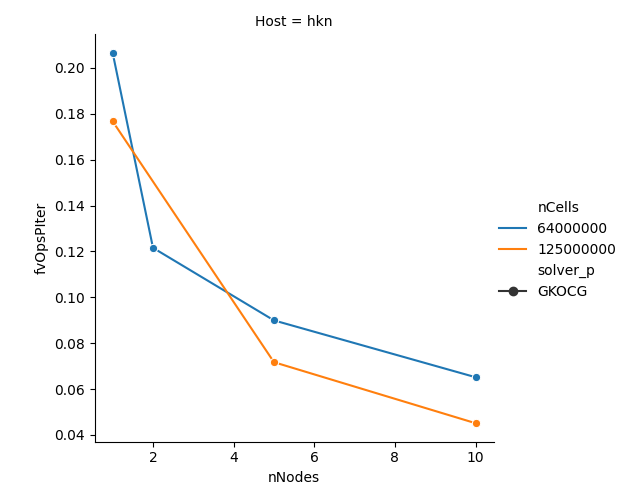 Host = hkn
0.20
0.18
0.16
0.14
0.12
0.10
0.08
0.06
0.04
fvOpsPIter
2 4 6 8 10
nNodes
nCells
64000000
125000000
solver_p
GKOCG